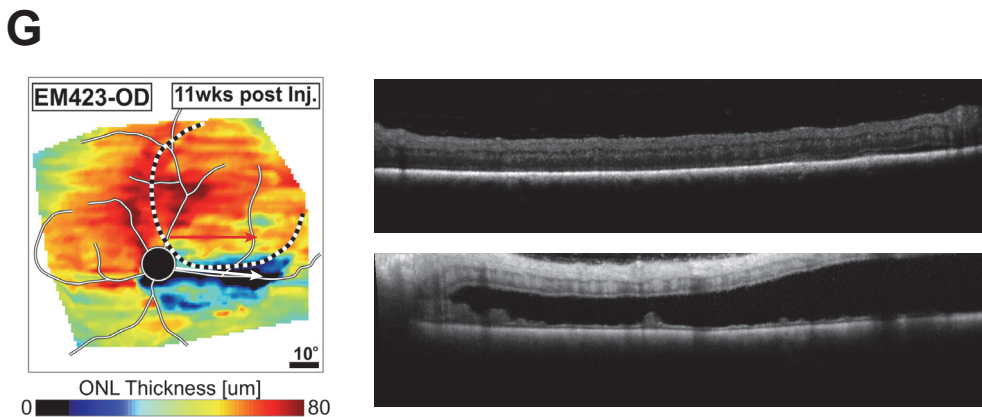 G
EM423-OD
11wks post Inj.
10°
ONL Thickness [um]
0 80